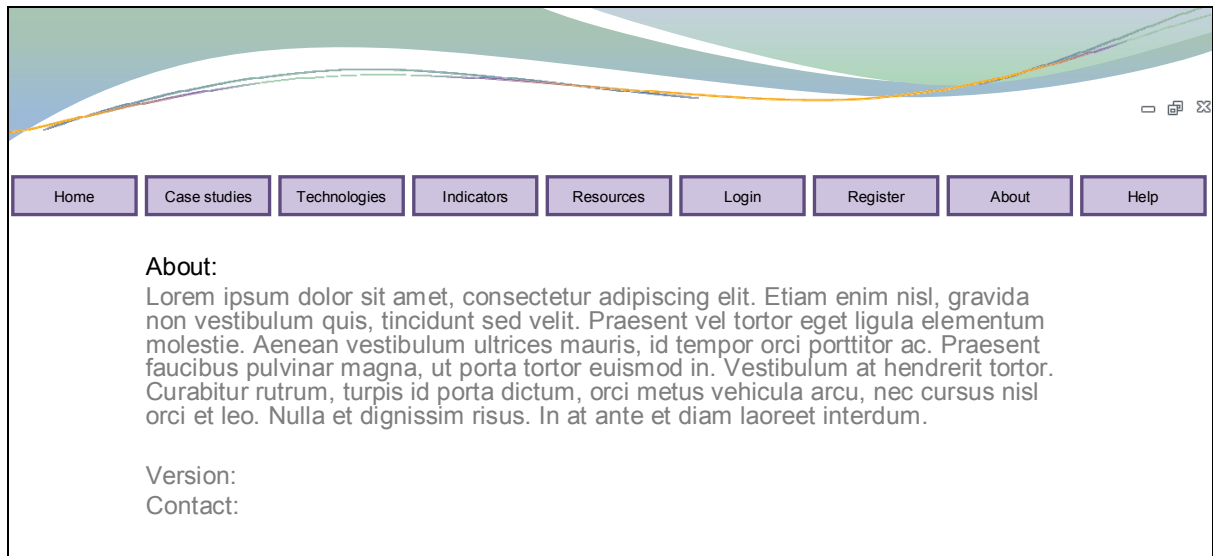 Home Case studies Technologies Indicators Resources Login Register About Help
About:
Lorem ipsum dolor sit amet, consectetur adipiscing elit. Etiam enim nisl, gravida
non vestibulum quis, tincidunt sed velit. Praesent vel tortor eget ligula elementum
molestie. Aenean vestibulum ultrices mauris, id tempor orci porttitor ac. Praesent
faucibus pulvinar magna, ut porta tortor euismod in. Vestibulum at hendrerit tortor.
Curabitur rutrum, turpis id porta dictum, orci metus vehicula arcu, nec cursus nisl
orci et leo. Nulla et dignissim risus. In at ante et diam laoreet interdum.
Version:
Contact: